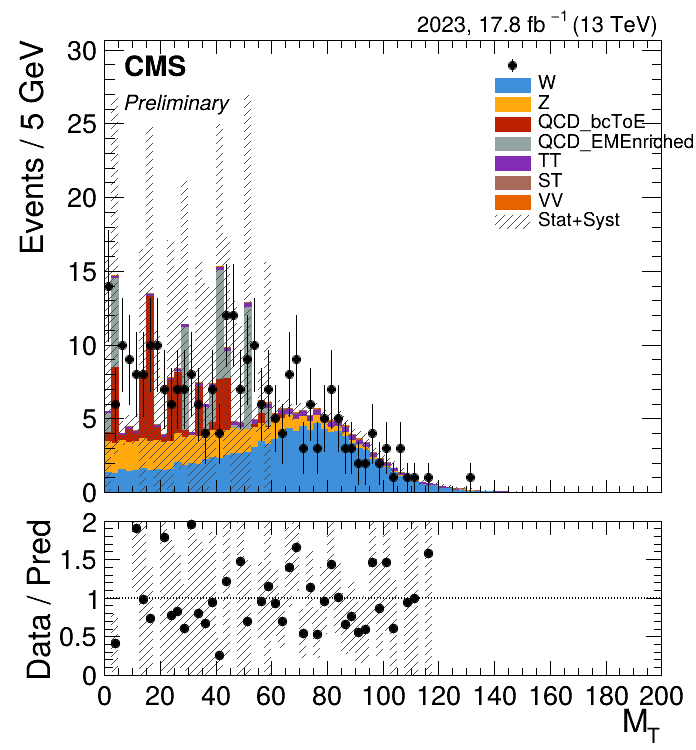 2023, 17.8 fb⁻¹ (13 TeV)
30
25
20
15
10
5
0
Events / 5 GeV
CMS
Preliminary
W
Z
QCD_bcToE
QCD_EMEnriched
TT
ST
VV
Stat+Syst
2
1.5
1
0.5
0
Data / Pred
0 20 40 60 80 100 120 140 160 180 200
M_T